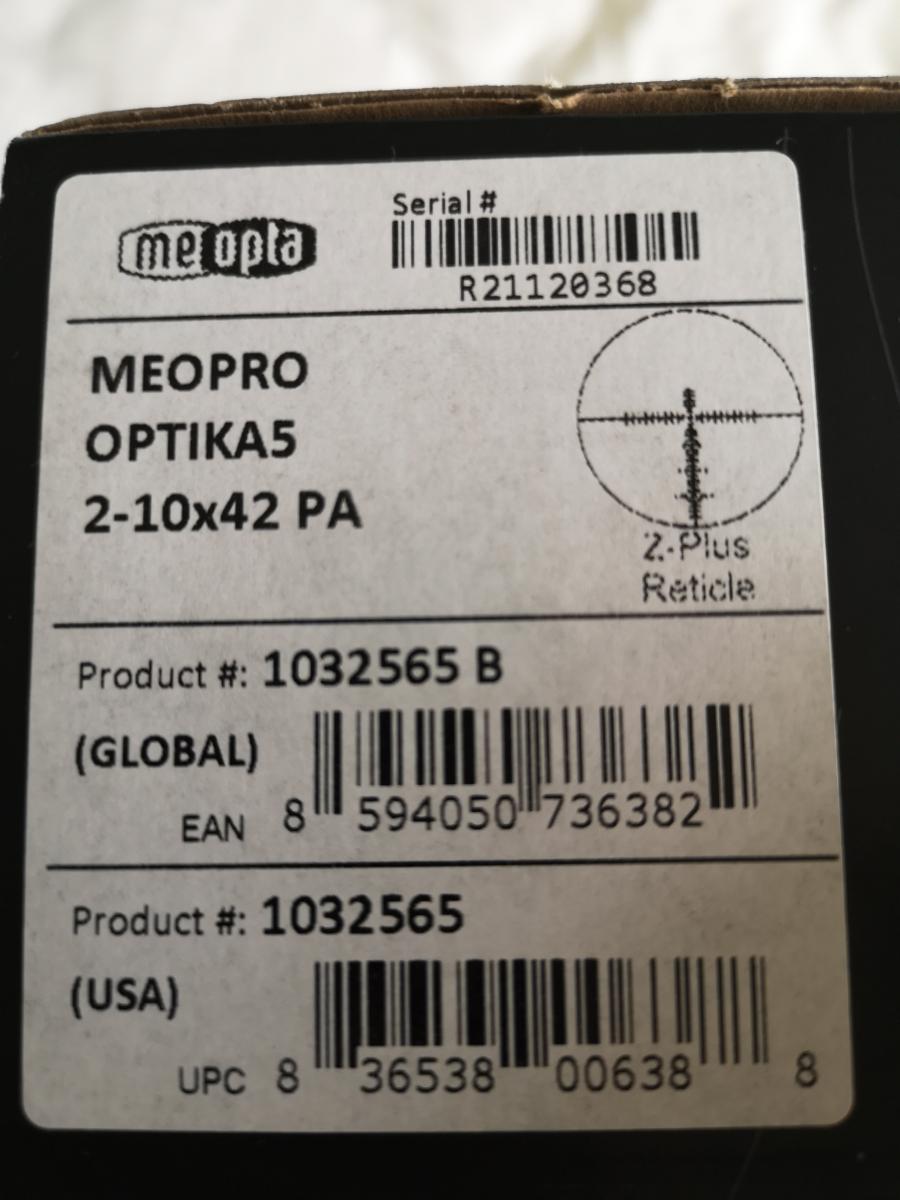 meopta
Serial #
R21120368
MEOPRO
OPTIKA5
2-10x42 PA
Z-Plus
Reticle
Product #: 1032565 B
(GLOBAL)
EAN 8 594050 736382
Product #: 1032565
(USA)
UPC 8 36538 00638 8